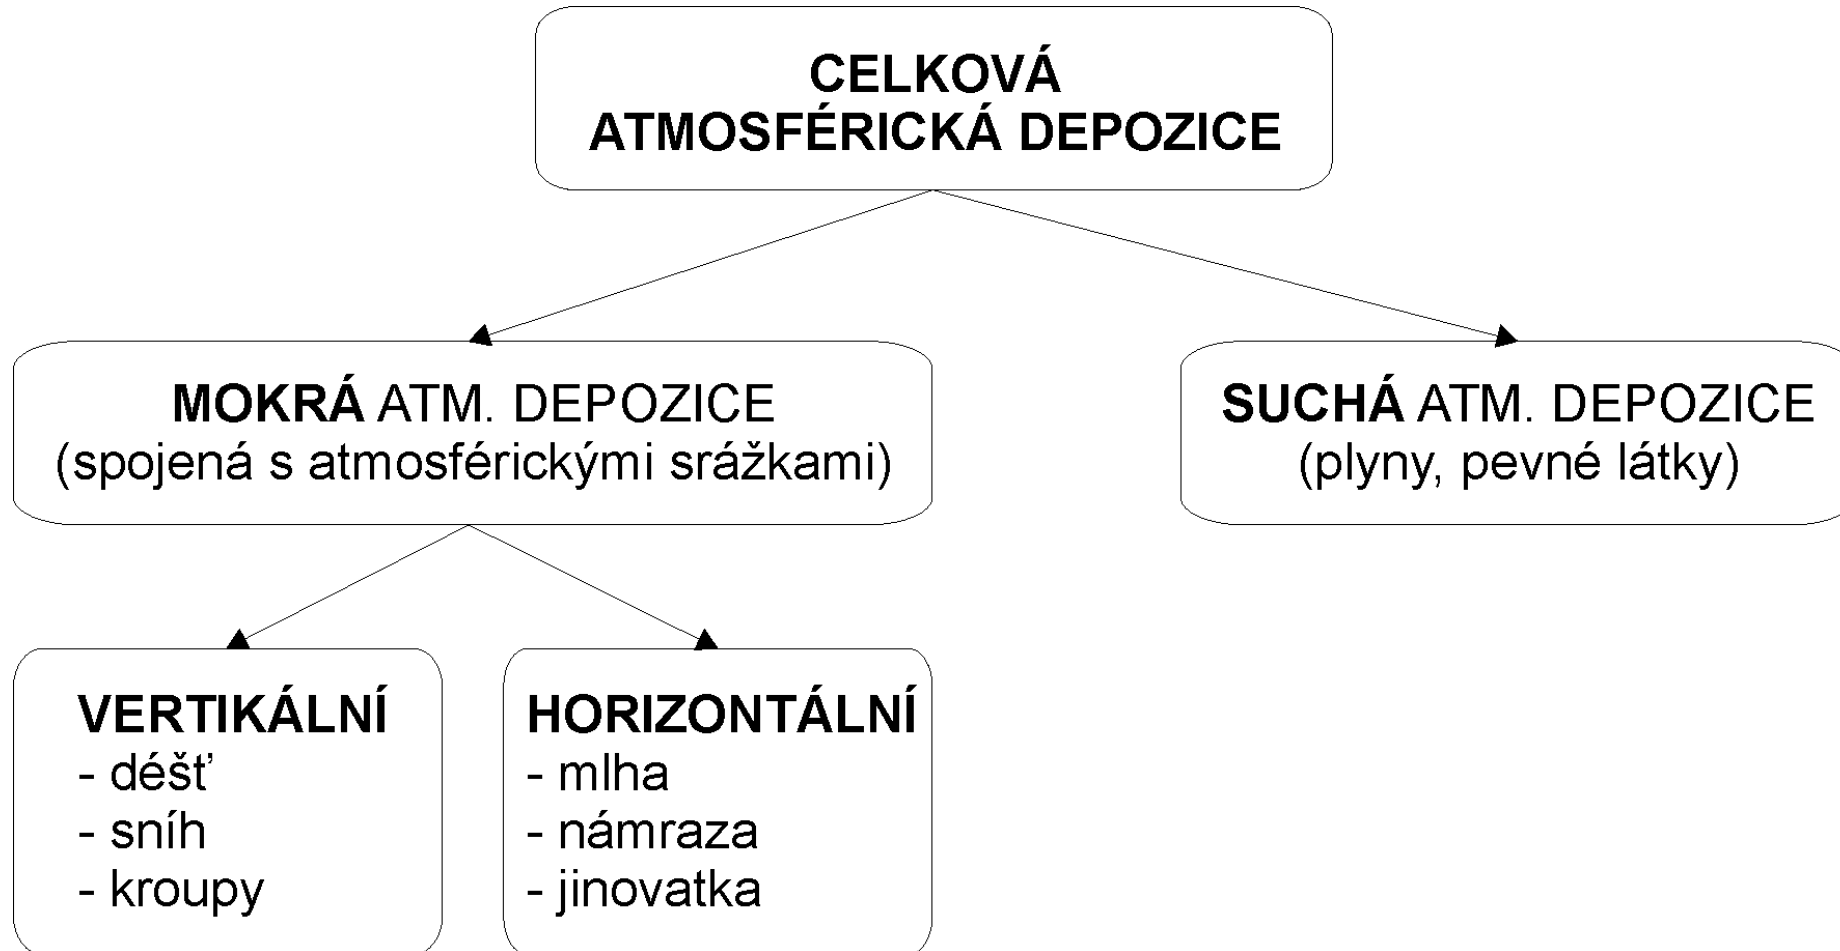 CELKOVÁ
ATMOSFÉRICKÁ DEPOZICE
MOKRÁ ATM. DEPOZICE
(spojená s atmosférickými srážkami)
SUCHÁ ATM. DEPOZICE
(plyny, pevné látky)
VERTIKÁLNÍ
- déšť
- sníh
- kroupy
HORIZONTÁLNÍ
- mlha
- námraza
- jinovatka